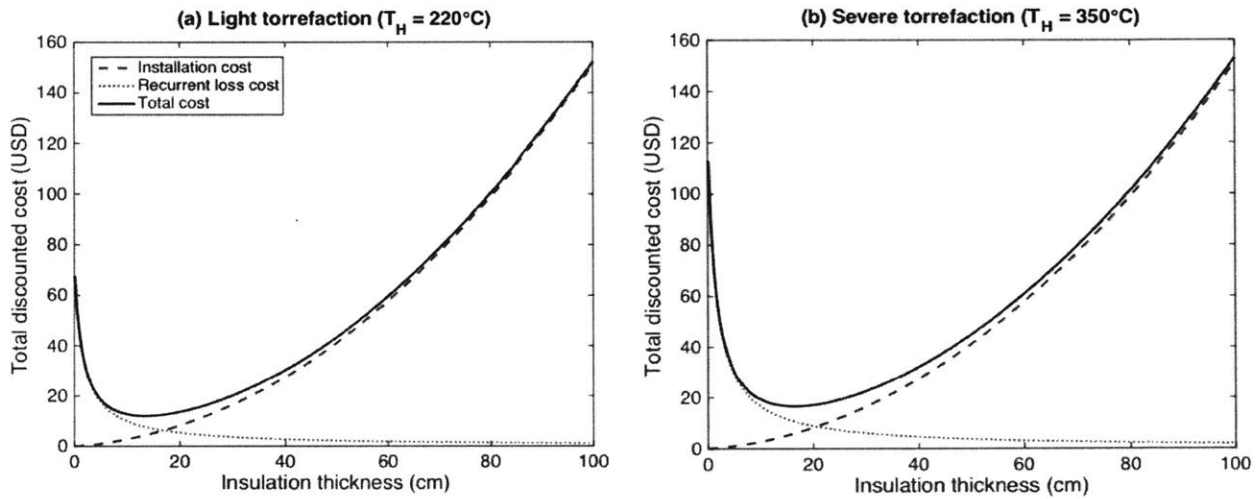 (a) Light torrefaction (T_H = 220°C)
160
140
120
100
80
60
40
20
0
Total discounted cost (USD)
Installation cost
Recurrent loss cost
Total cost
0 20 40 60 80 100
Insulation thickness (cm)
(b) Severe torrefaction (T_H = 350°C)
160
140
120
100
80
60
40
20
0
Total discounted cost (USD)
0 20 40 60 80 100
Insulation thickness (cm)